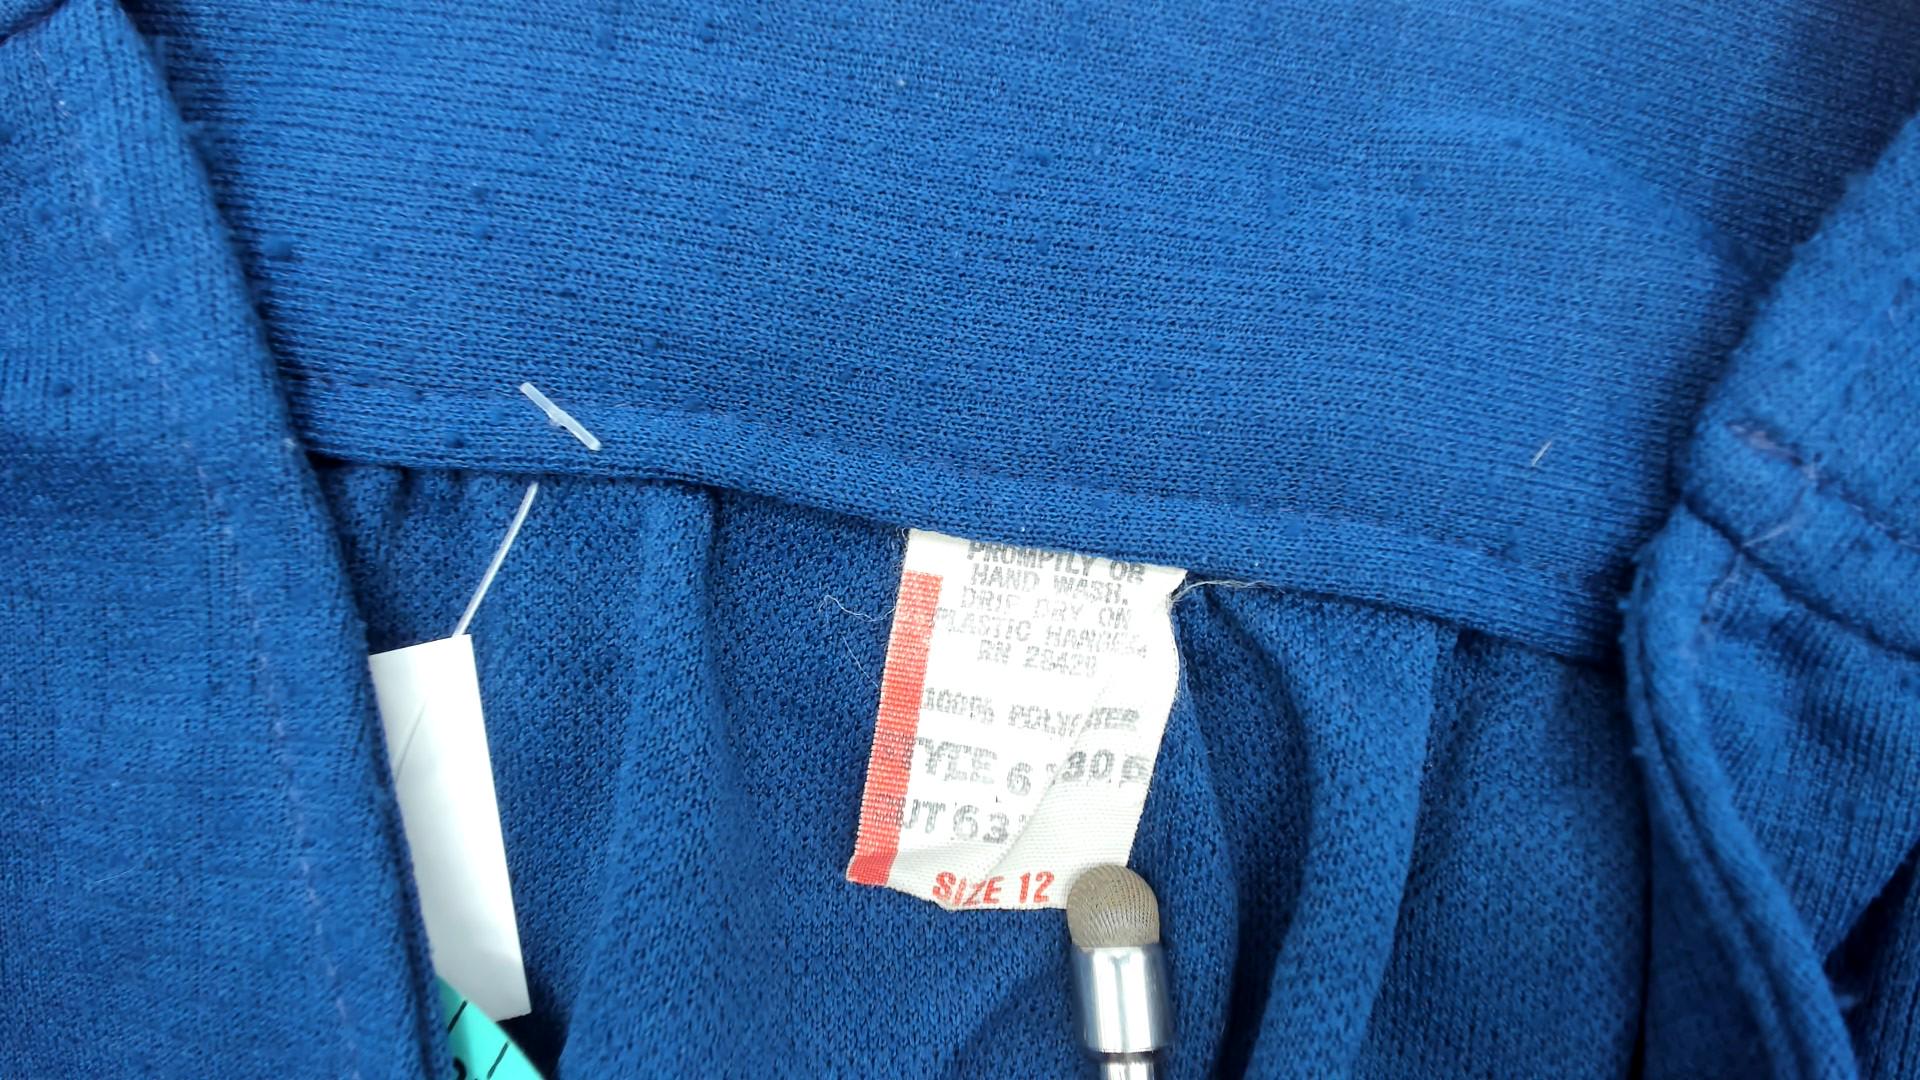 PROMPTLY OR
HAND WASH.
DRIP DRY ON
PLASTIC HANGER
RN 28420
100% POLYESTER
SIZE 12